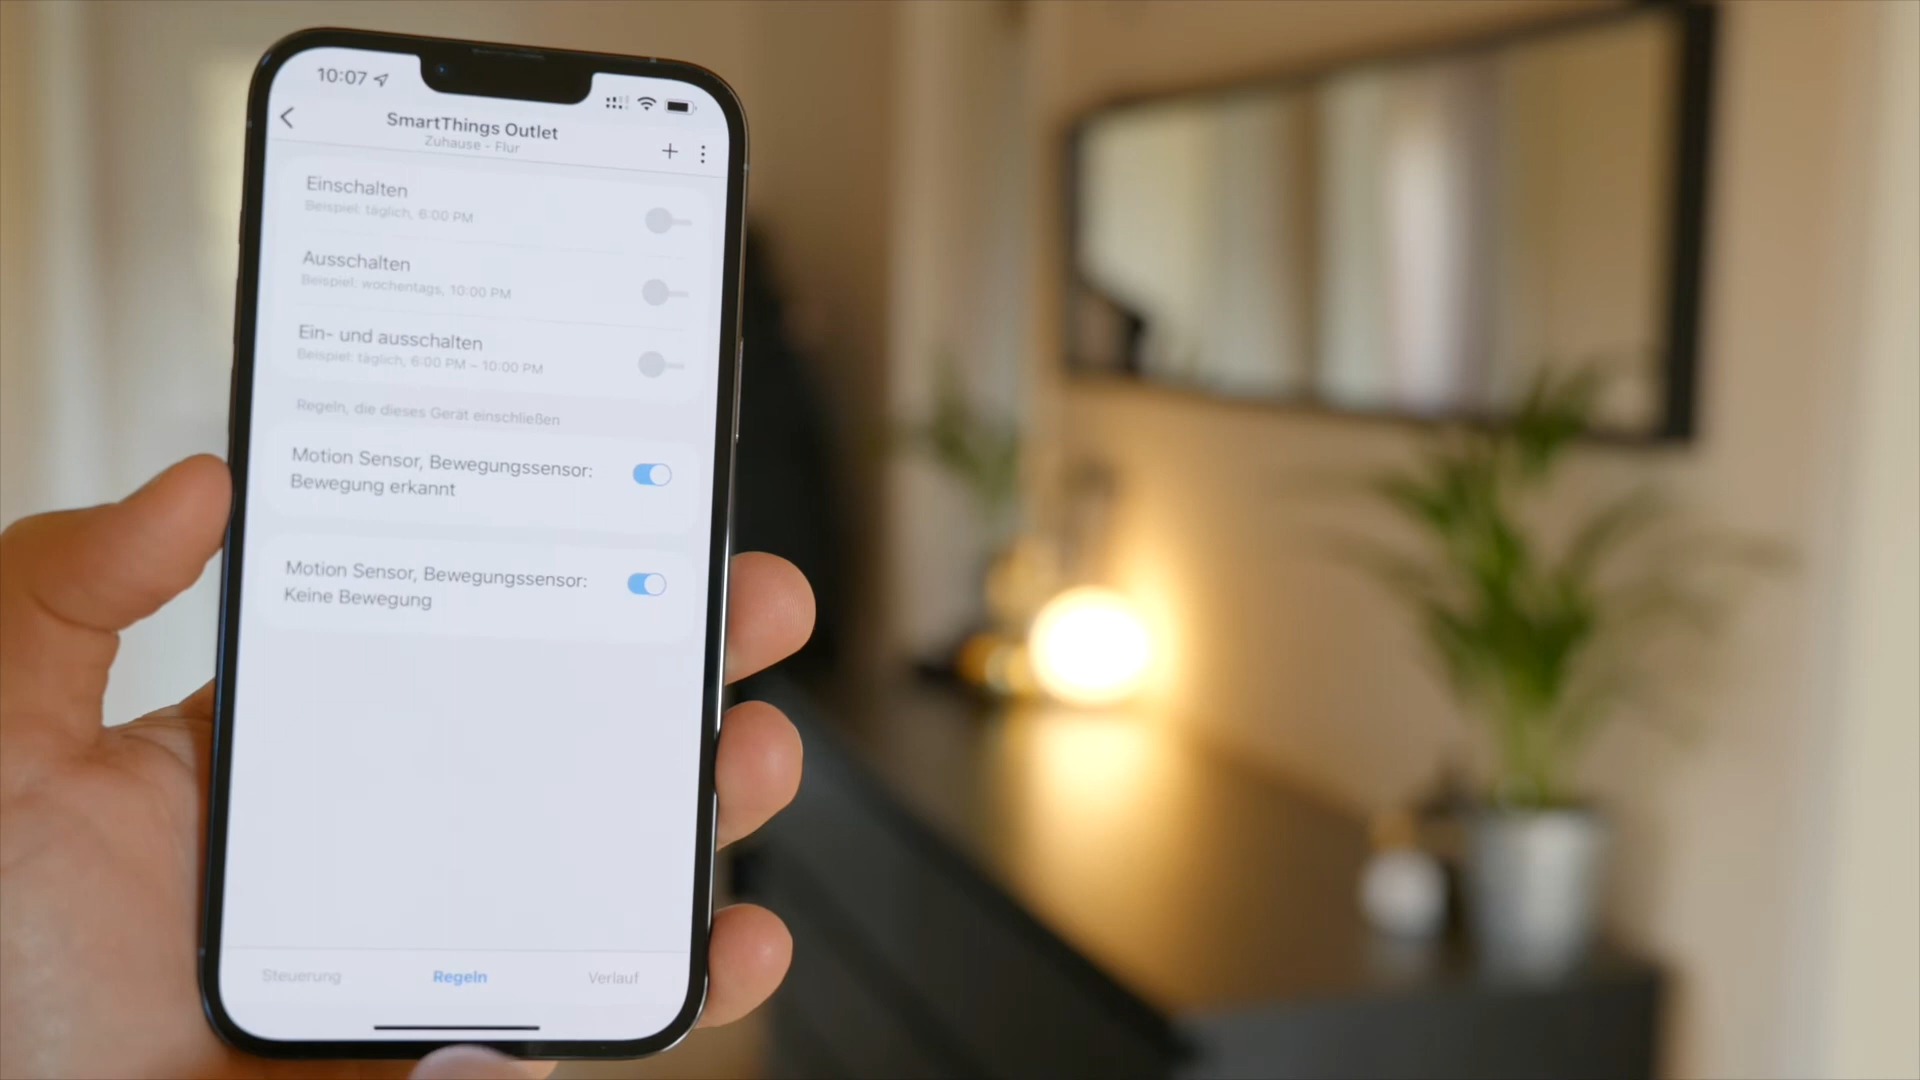 10:07
SmartThings Outlet
Zuhause - Flur
Einschalten
Beispiel: täglich, 6:00 PM
Ausschalten
Beispiel: wochentags, 10:00 PM
Ein- und ausschalten
Beispiel: täglich, 6:00 PM – 10:00 PM
Regeln, die dieses Gerät einschließen
Motion Sensor, Bewegungssensor:
Bewegung erkannt
Motion Sensor, Bewegungssensor:
Keine Bewegung
Steuerung Regeln Verlauf